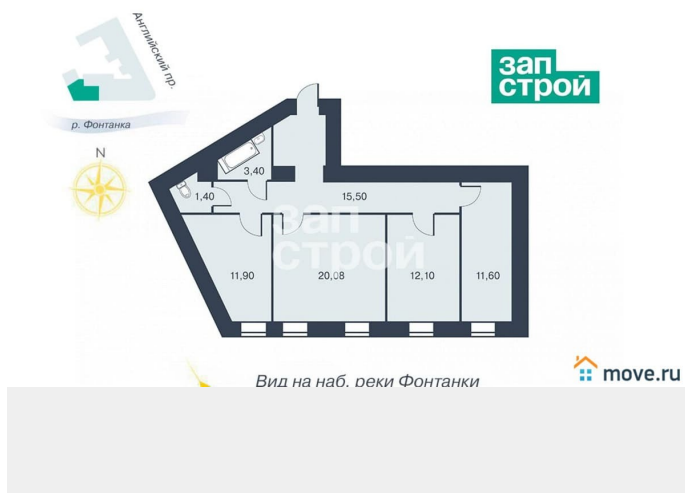 Английский пр.
зап
строй
р. Фонтанка
N
3,40
1,40
15,50
зап
строй
11,90
20,08
12,10
11,60
Вид на наб. реки Фонтанки
move.ru